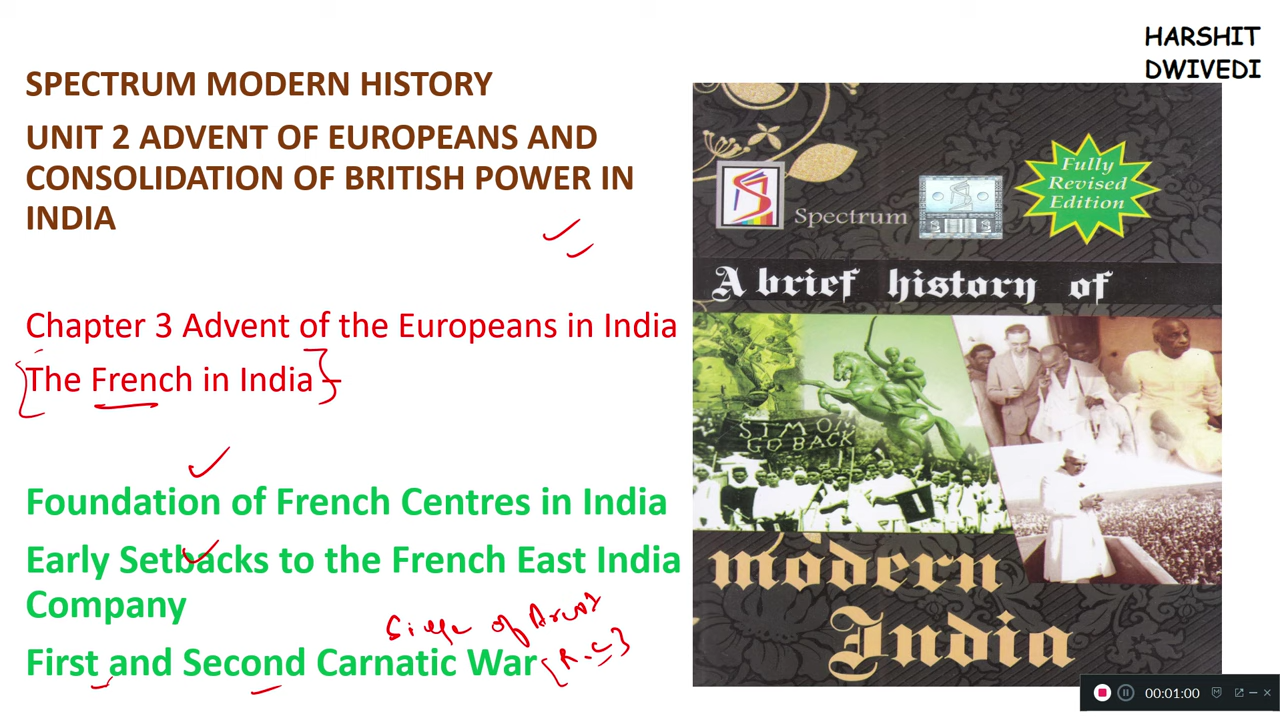 HARSHIT
DWIVEDI
SPECTRUM MODERN HISTORY
UNIT 2 ADVENT OF EUROPEANS AND
CONSOLIDATION OF BRITISH POWER IN
INDIA
Chapter 3 Advent of the Europeans in India
The French in India
Foundation of French Centres in India
Early Setbacks to the French East India
Company
Siege of Arcot
First and Second Carnatic War
[R.C]
Fully
Revised
Edition
Spectrum
SPECTRUM BOOKS
A brief history of
SIMON
GO BACK
modern
India
00:01:00